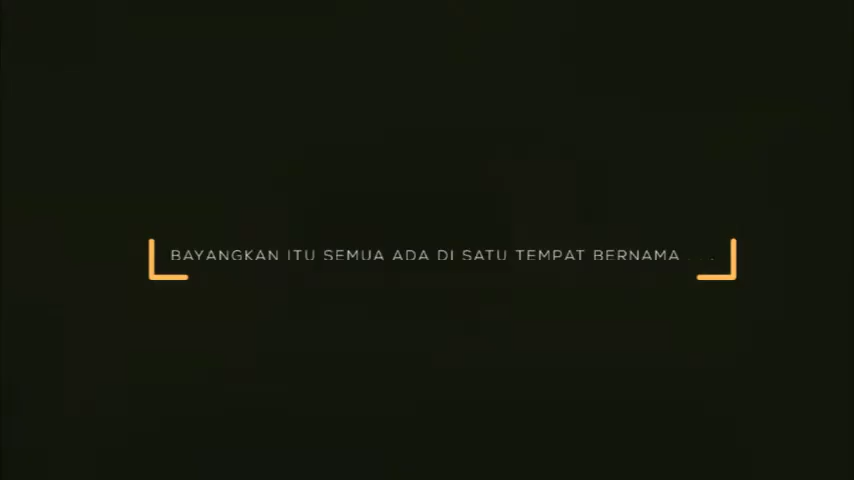 BAYANGKAN ITU SEMUA ADA DI SATU TEMPAT BERNAMA . . .